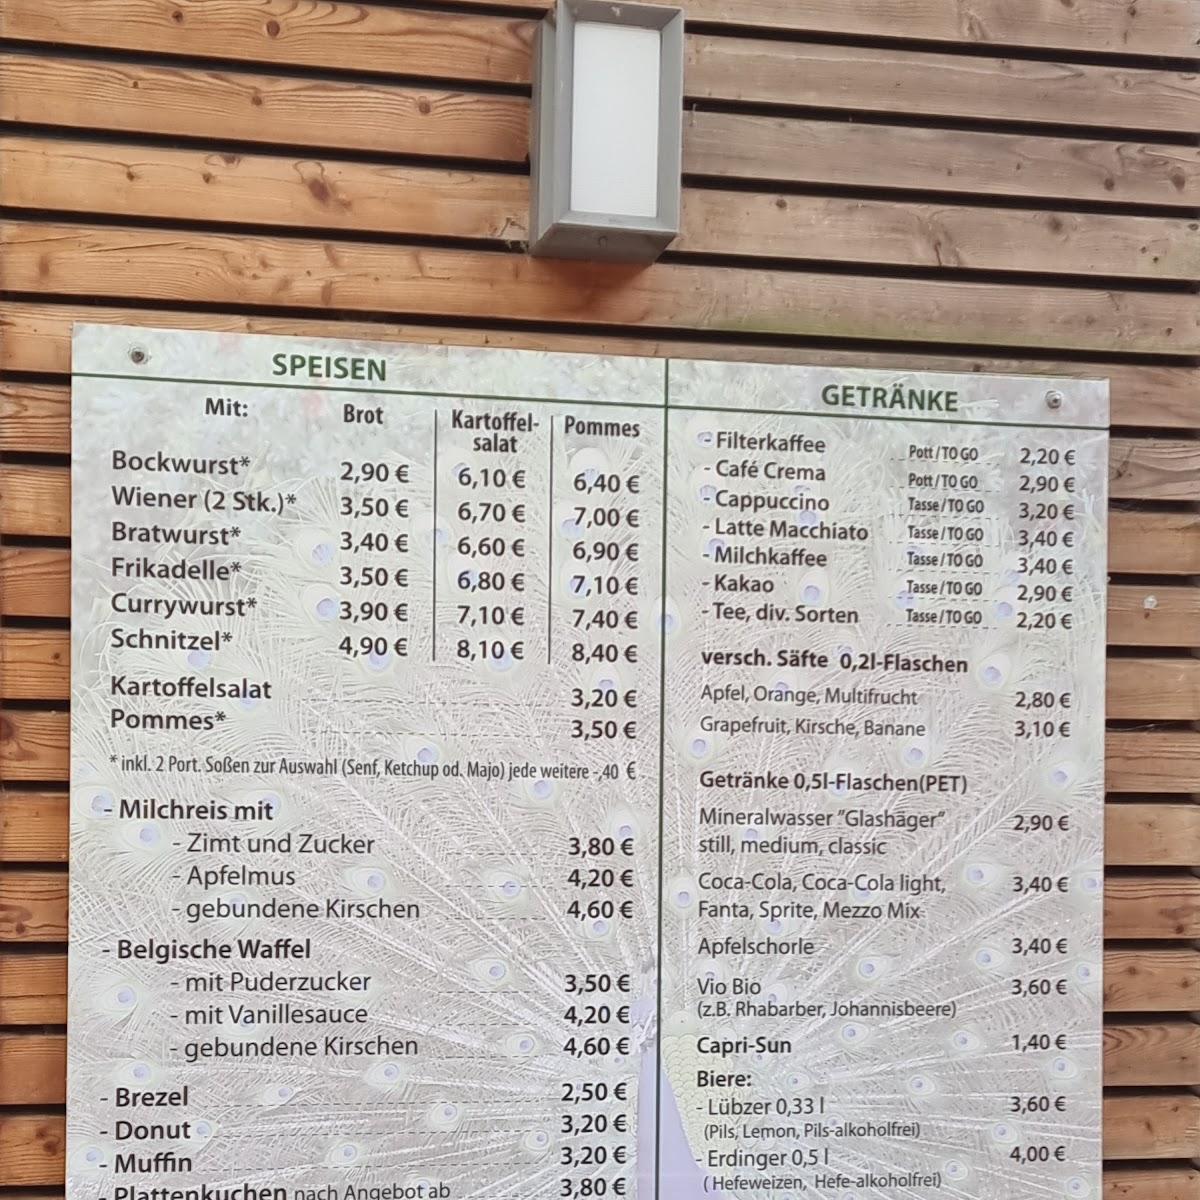 SPEISEN
Mit: Brot Kartoffel-salat Pommes
Bockwurst* 2,90 € 6,10 € 6,40 €
Wiener (2 Stk.)* 3,50 € 6,70 € 7,00 €
Bratwurst* 3,40 € 6,60 € 6,90 €
Frikadelle* 3,50 € 6,80 € 7,10 €
Currywurst* 3,90 € 7,10 € 7,40 €
Schnitzel* 4,90 € 8,10 € 8,40 €
Kartoffelsalat 3,20 €
Pommes* 3,50 €
* inkl. 2 Port. Soßen zur Auswahl (Senf, Ketchup od. Majo) jede weitere -,40 €
- Milchreis mit
- Zimt und Zucker 3,80 €
- Apfelmus 4,20 €
- gebundene Kirschen 4,60 €
- Belgische Waffel
- mit Puderzucker 3,50 €
- mit Vanillesauce 4,20 €
- gebundene Kirschen 4,60 €
- Brezel 2,50 €
- Donut 3,20 €
- Muffin 3,20 €
- Plattenkuchen nach Angebot ab 3,80 €
GETRÄNKE
- Filterkaffee Pott/TO GO 2,20 €
- Café Crema Pott/TO GO 2,90 €
- Cappuccino Tasse/TO GO 3,20 €
- Latte Macchiato Tasse/TO GO 3,40 €
- Milchkaffee Tasse/TO GO 3,40 €
- Kakao Tasse/TO GO 2,90 €
- Tee, div. Sorten Tasse/TO GO 2,20 €
versch. Säfte 0,2l-Flaschen
Apfel, Orange, Multifrucht 2,80 €
Grapefruit, Kirsche, Banane 3,10 €
Getränke 0,5l-Flaschen(PET)
Mineralwasser "Glashäger" 2,90 €
still, medium, classic
Coca-Cola, Coca-Cola light, 3,40 €
Fanta, Sprite, Mezzo Mix
Apfelschorle 3,40 €
Vio Bio 3,60 €
(z.B. Rhabarber, Johannisbeere)
Capri-Sun 1,40 €
Biere:
- Lübzer 0,33 l 3,60 €
(Pils, Lemon, Pils-alkoholfrei)
- Erdinger 0,5 l 4,00 €
( Hefeweizen, Hefe-alkoholfrei)